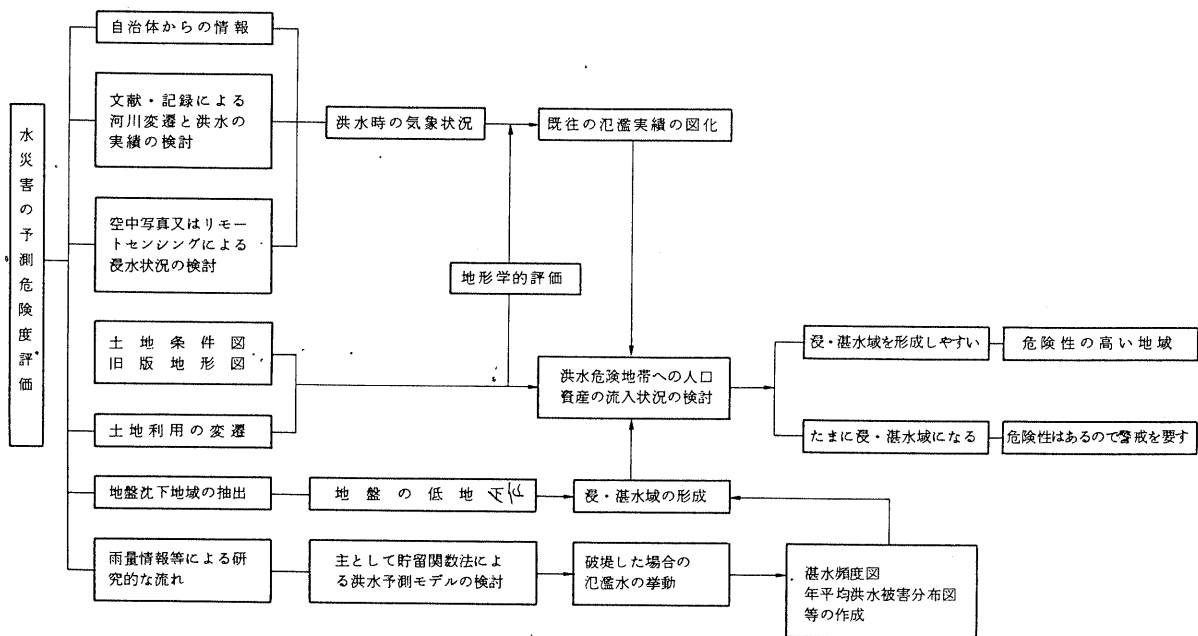 水災害の予測危険度評価
自治体からの情報
文献・記録による
河川変遷と洪水の
実績の検討
空中写真又はリモー
トセンシングによる
浸水状況の検討
土地条件図
旧版地形図
土地利用の変遷
地盤沈下地域の抽出
雨量情報等による研
究的な流れ
洪水時の気象状況
地形学的評価
地盤の低地
主として貯留関数法によ
る洪水予測モデルの検討
既往の氾濫実績の図化
洪水危険地帯への人口
資産の流入状況の検討
浸・湛水域の形成
破堤した場合の
氾濫水の挙動
浸・湛水域を形成しやすい
危険性の高い地域
たまに浸・湛水域になる
危険性はあるので警戒を要す
湛水頻度図
年平均洪水被害分布図
等の作成